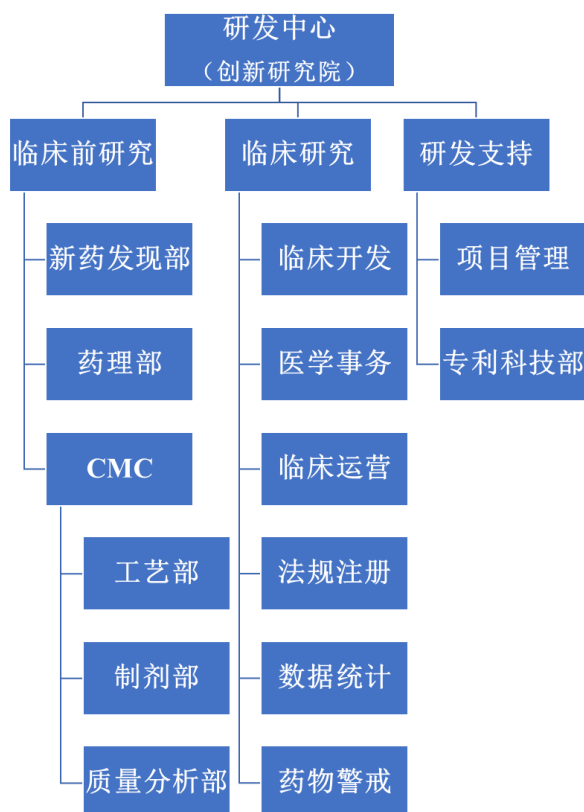 研发中心
（创新研究院）
临床前研究
临床研究
研发支持
新药发现部
临床开发
项目管理
药理部
医学事务
专利科技部
CMC
临床运营
工艺部
法规注册
制剂部
数据统计
质量分析部
药物警戒